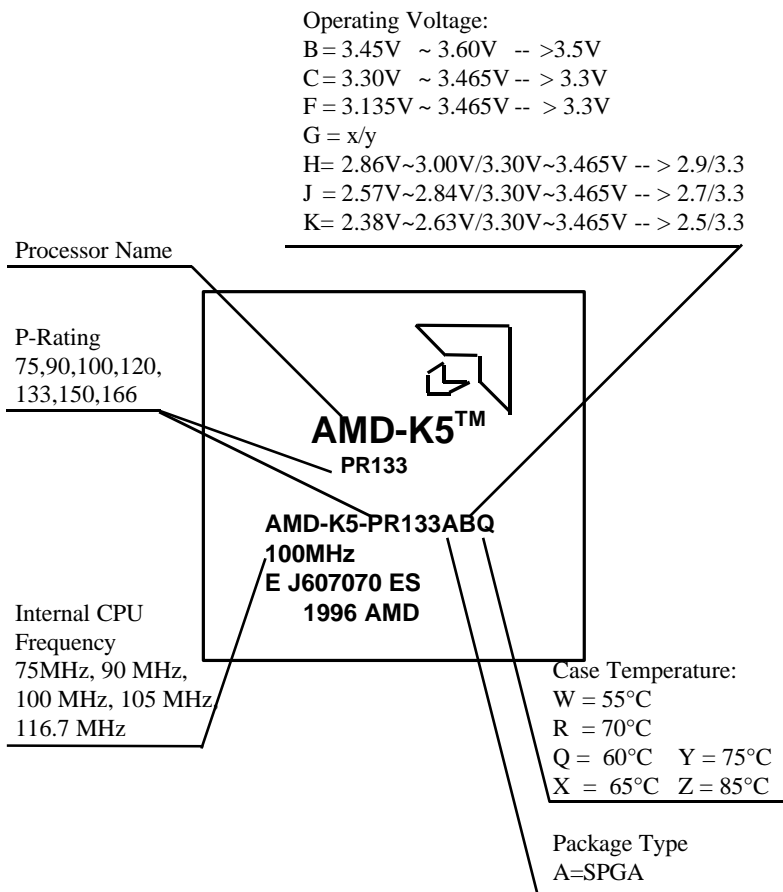 Operating Voltage:
B = 3.45V ~ 3.60V -- >3.5V
C = 3.30V ~ 3.465V -- > 3.3V
F = 3.135V ~ 3.465V -- > 3.3V
G = x/y
H= 2.86V~3.00V/3.30V~3.465V -- > 2.9/3.3
J = 2.57V~2.84V/3.30V~3.465V -- > 2.7/3.3
K= 2.38V~2.63V/3.30V~3.465V -- > 2.5/3.3
Processor Name
P-Rating
75,90,100,120,
133,150,166
AMD-K5TM
PR133
AMD-K5-PR133ABQ
100MHz
E J607070 ES
1996 AMD
Internal CPU
Frequency
75MHz, 90 MHz,
100 MHz, 105 MHz,
116.7 MHz
Case Temperature:
W = 55°C
R = 70°C
Q = 60°C Y = 75°C
X = 65°C Z = 85°C
Package Type
A=SPGA